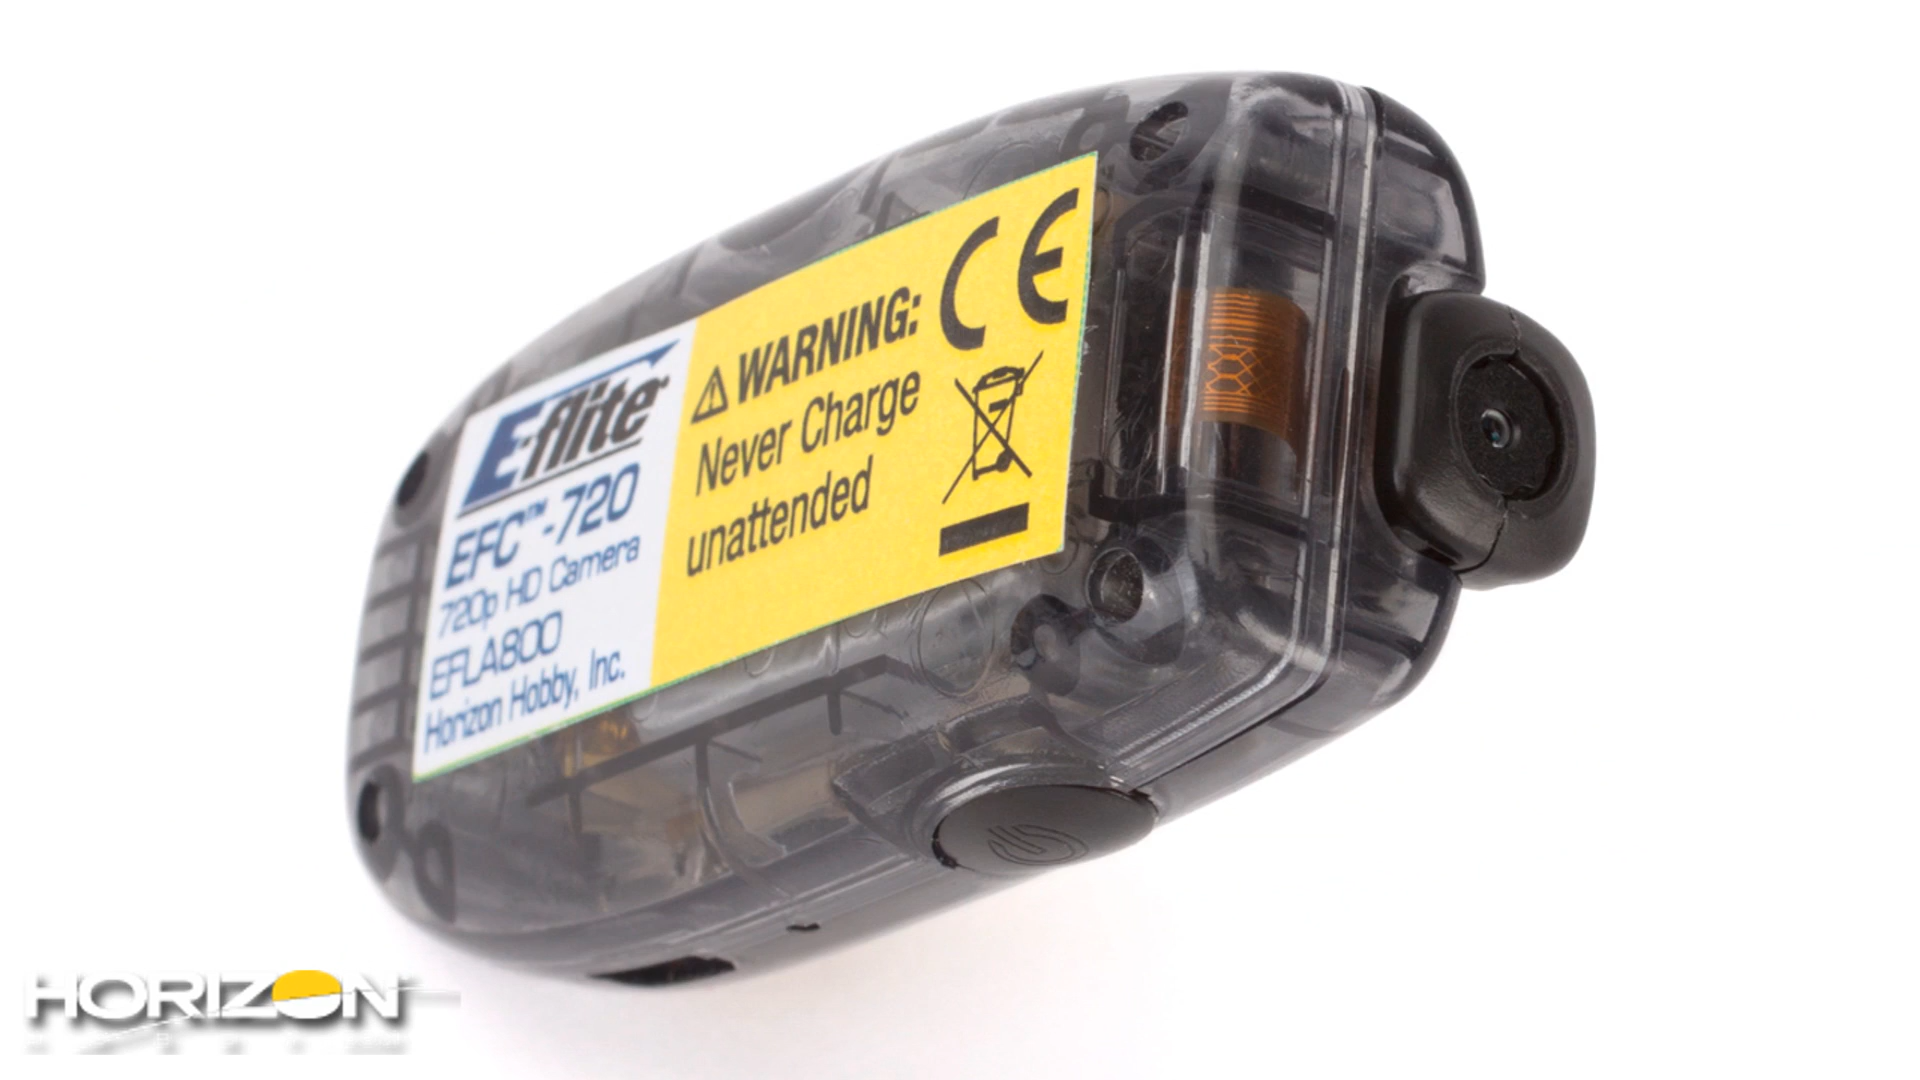 E-flite
EFC™-720
720p HD Camera
EFLA800
Horizon Hobby, Inc.
WARNING:
Never Charge
unattended
CE
HORIZON